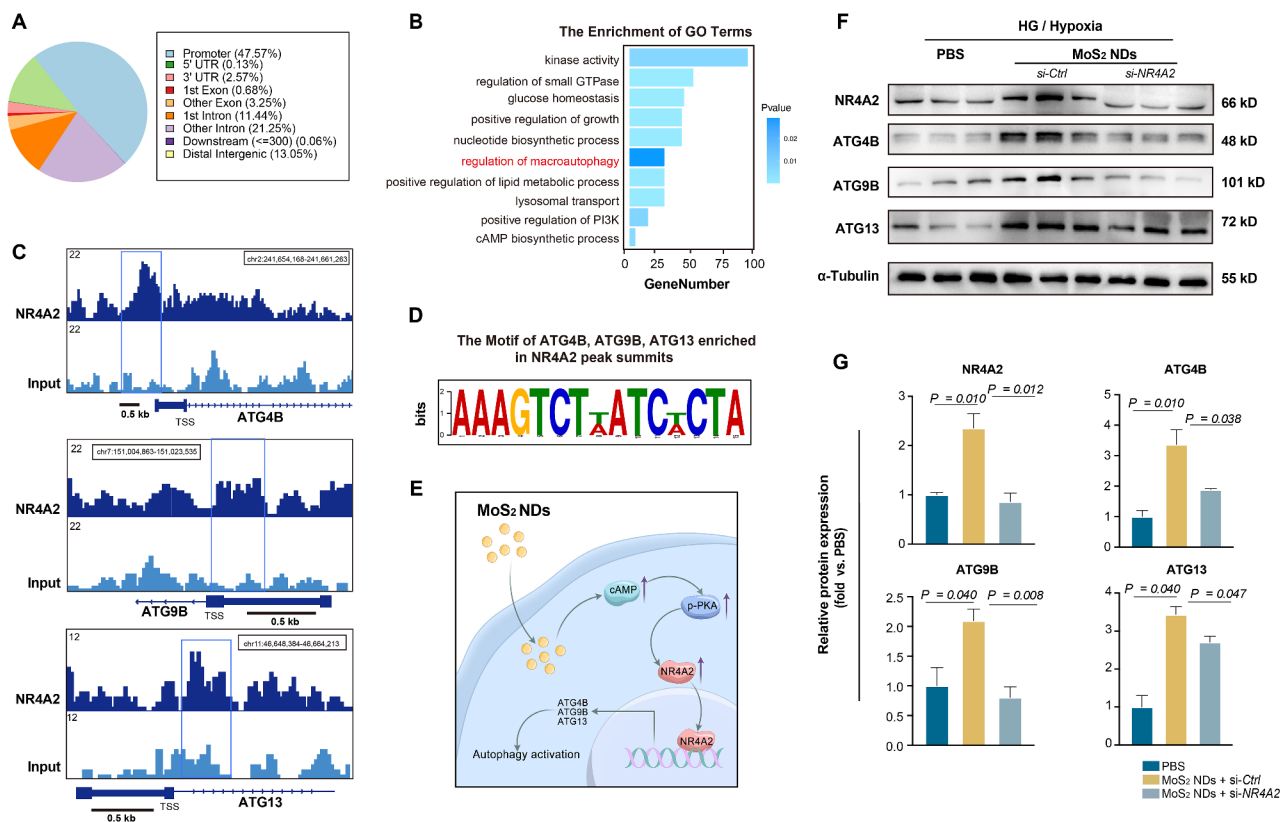 A
Promoter (47.57%)
5' UTR (0.13%)
3' UTR (2.57%)
1st Exon (0.68%)
Other Exon (3.25%)
1st Intron (11.44%)
Other Intron (21.25%)
Downstream (<=300) (0.06%)
Distal Intergenic (13.05%)
B
The Enrichment of GO Terms
kinase activity
regulation of small GTPase
glucose homeostasis
positive regulation of growth
nucleotide biosynthetic process
regulation of macroautophagy
positive regulation of lipid metabolic process
lysosomal transport
positive regulation of PI3K
cAMP biosynthetic process
0 25 50 75 100
GeneNumber
Pvalue
0.02
0.01
C
22
chr2:241,654,168-241,661,263
NR4A2
22
Input
0.5 kb
TSS
ATG4B
22
chr7:151,004,863-151,023,535
NR4A2
22
Input
ATG9B
TSS
0.5 kb
12
chr11:46,648,384-46,664,213
NR4A2
12
Input
0.5 kb
TSS
ATG13
D
The Motif of ATG4B, ATG9B, ATG13 enriched
in NR4A2 peak summits
bits
2
1
0
AAAGTCTTATCTCTA
A A
E
MoS2 NDs
cAMP
p-PKA
NR4A2
ATG4B
ATG9B
ATG13
NR4A2
Autophagy activation
F
HG / Hypoxia
PBS MoS2 NDs
si-Ctrl si-NR4A2
NR4A2 66 kD
ATG4B 48 kD
ATG9B 101 kD
ATG13 72 kD
α-Tubulin 55 kD
G
Relative protein expression
(fold vs. PBS)
NR4A2
P = 0.010
P = 0.012
3
2
1
0
ATG4B
P = 0.010
P = 0.038
5
4
3
2
1
0
ATG9B
P = 0.040
P = 0.008
2.5
2.0
1.5
1.0
0.5
0.0
ATG13
P = 0.040
P = 0.047
4
3
2
1
0
PBS
MoS2 NDs + si-Ctrl
MoS2 NDs + si-NR4A2